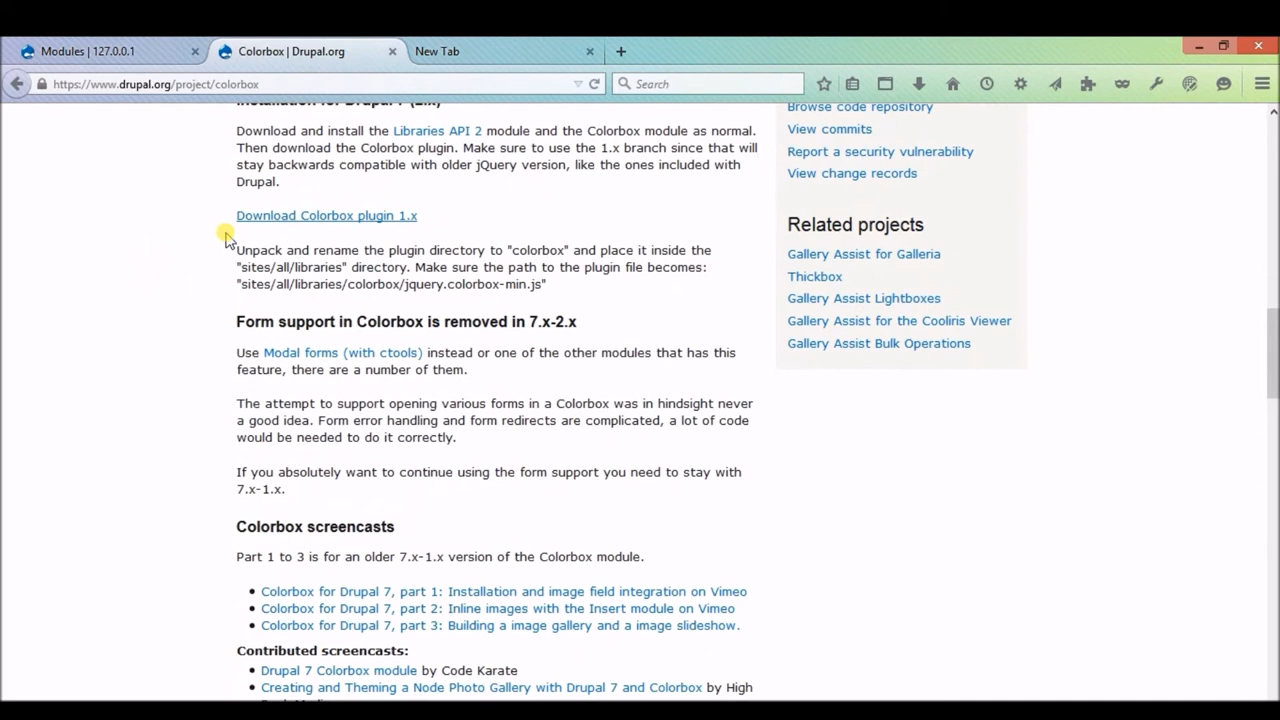 Modules | 127.0.0.1
Colorbox | Drupal.org
New Tab
https://www.drupal.org/project/colorbox
Search
Installation for Drupal 7 (2.x)
Download and install the Libraries API 2 module and the Colorbox module as normal.
Then download the Colorbox plugin. Make sure to use the 1.x branch since that will
stay backwards compatible with older jQuery version, like the ones included with
Drupal.
Download Colorbox plugin 1.x
Unpack and rename the plugin directory to "colorbox" and place it inside the
"sites/all/libraries" directory. Make sure the path to the plugin file becomes:
"sites/all/libraries/colorbox/jquery.colorbox-min.js"
Form support in Colorbox is removed in 7.x-2.x
Use Modal forms (with ctools) instead or one of the other modules that has this
feature, there are a number of them.
The attempt to support opening various forms in a Colorbox was in hindsight never
a good idea. Form error handling and form redirects are complicated, a lot of code
would be needed to do it correctly.
If you absolutely want to continue using the form support you need to stay with
7.x-1.x.
Colorbox screencasts
Part 1 to 3 is for an older 7.x-1.x version of the Colorbox module.
Colorbox for Drupal 7, part 1: Installation and image field integration on Vimeo
Colorbox for Drupal 7, part 2: Inline images with the Insert module on Vimeo
Colorbox for Drupal 7, part 3: Building a image gallery and a image slideshow.
Contributed screencasts:
Drupal 7 Colorbox module by Code Karate
Creating and Theming a Node Photo Gallery with Drupal 7 and Colorbox by High
Browse code repository
View commits
Report a security vulnerability
View change records
Related projects
Gallery Assist for Galleria
Thickbox
Gallery Assist Lightboxes
Gallery Assist for the Cooliris Viewer
Gallery Assist Bulk Operations